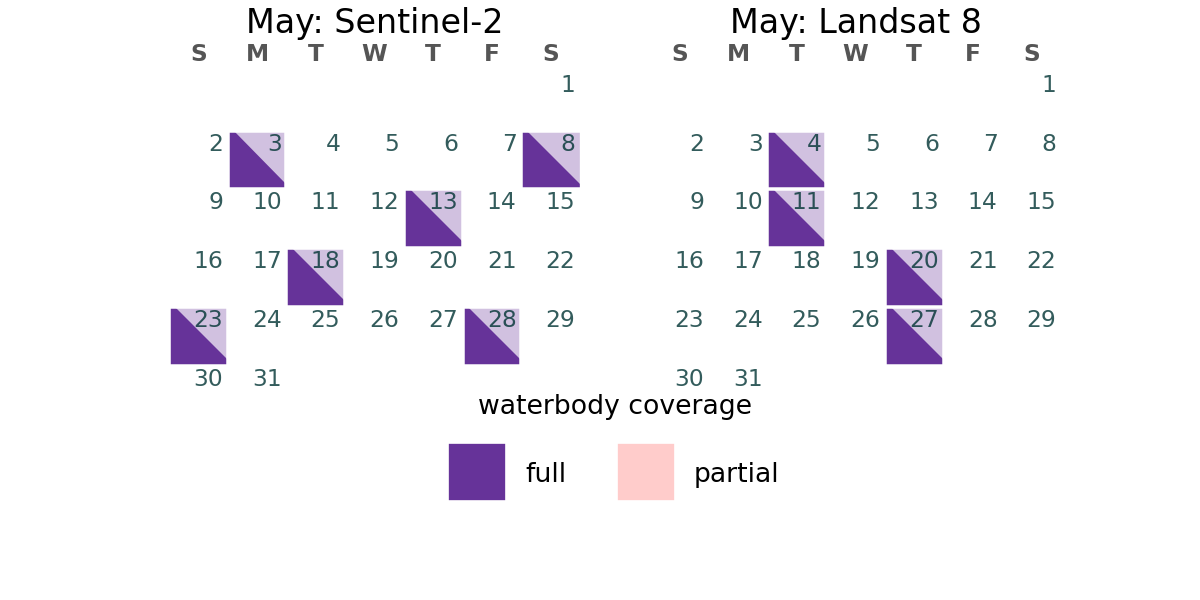 May: Sentinel-2
S M T W T F S
1
2 3 4 5 6 7 8
9 10 11 12 13 14 15
16 17 18 19 20 21 22
23 24 25 26 27 28 29
30 31
May: Landsat 8
S M T W T F S
1
2 3 4 5 6 7 8
9 10 11 12 13 14 15
16 17 18 19 20 21 22
23 24 25 26 27 28 29
30 31
waterbody coverage
full partial